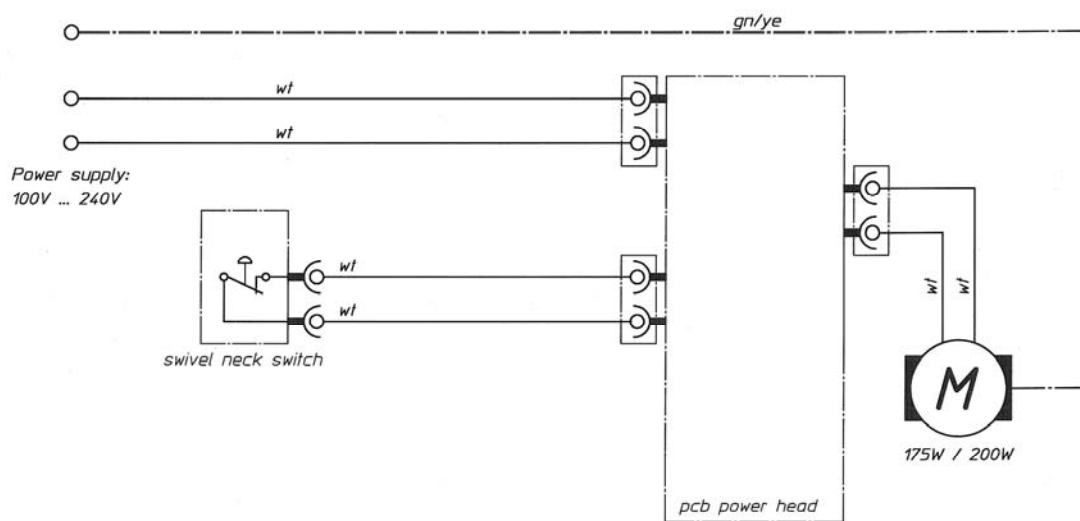 gn/ye
wt
wt
Power supply:
100V ... 240V
wt
wt
swivel neck switch
wt
wt
M
175W / 200W
pcb power head